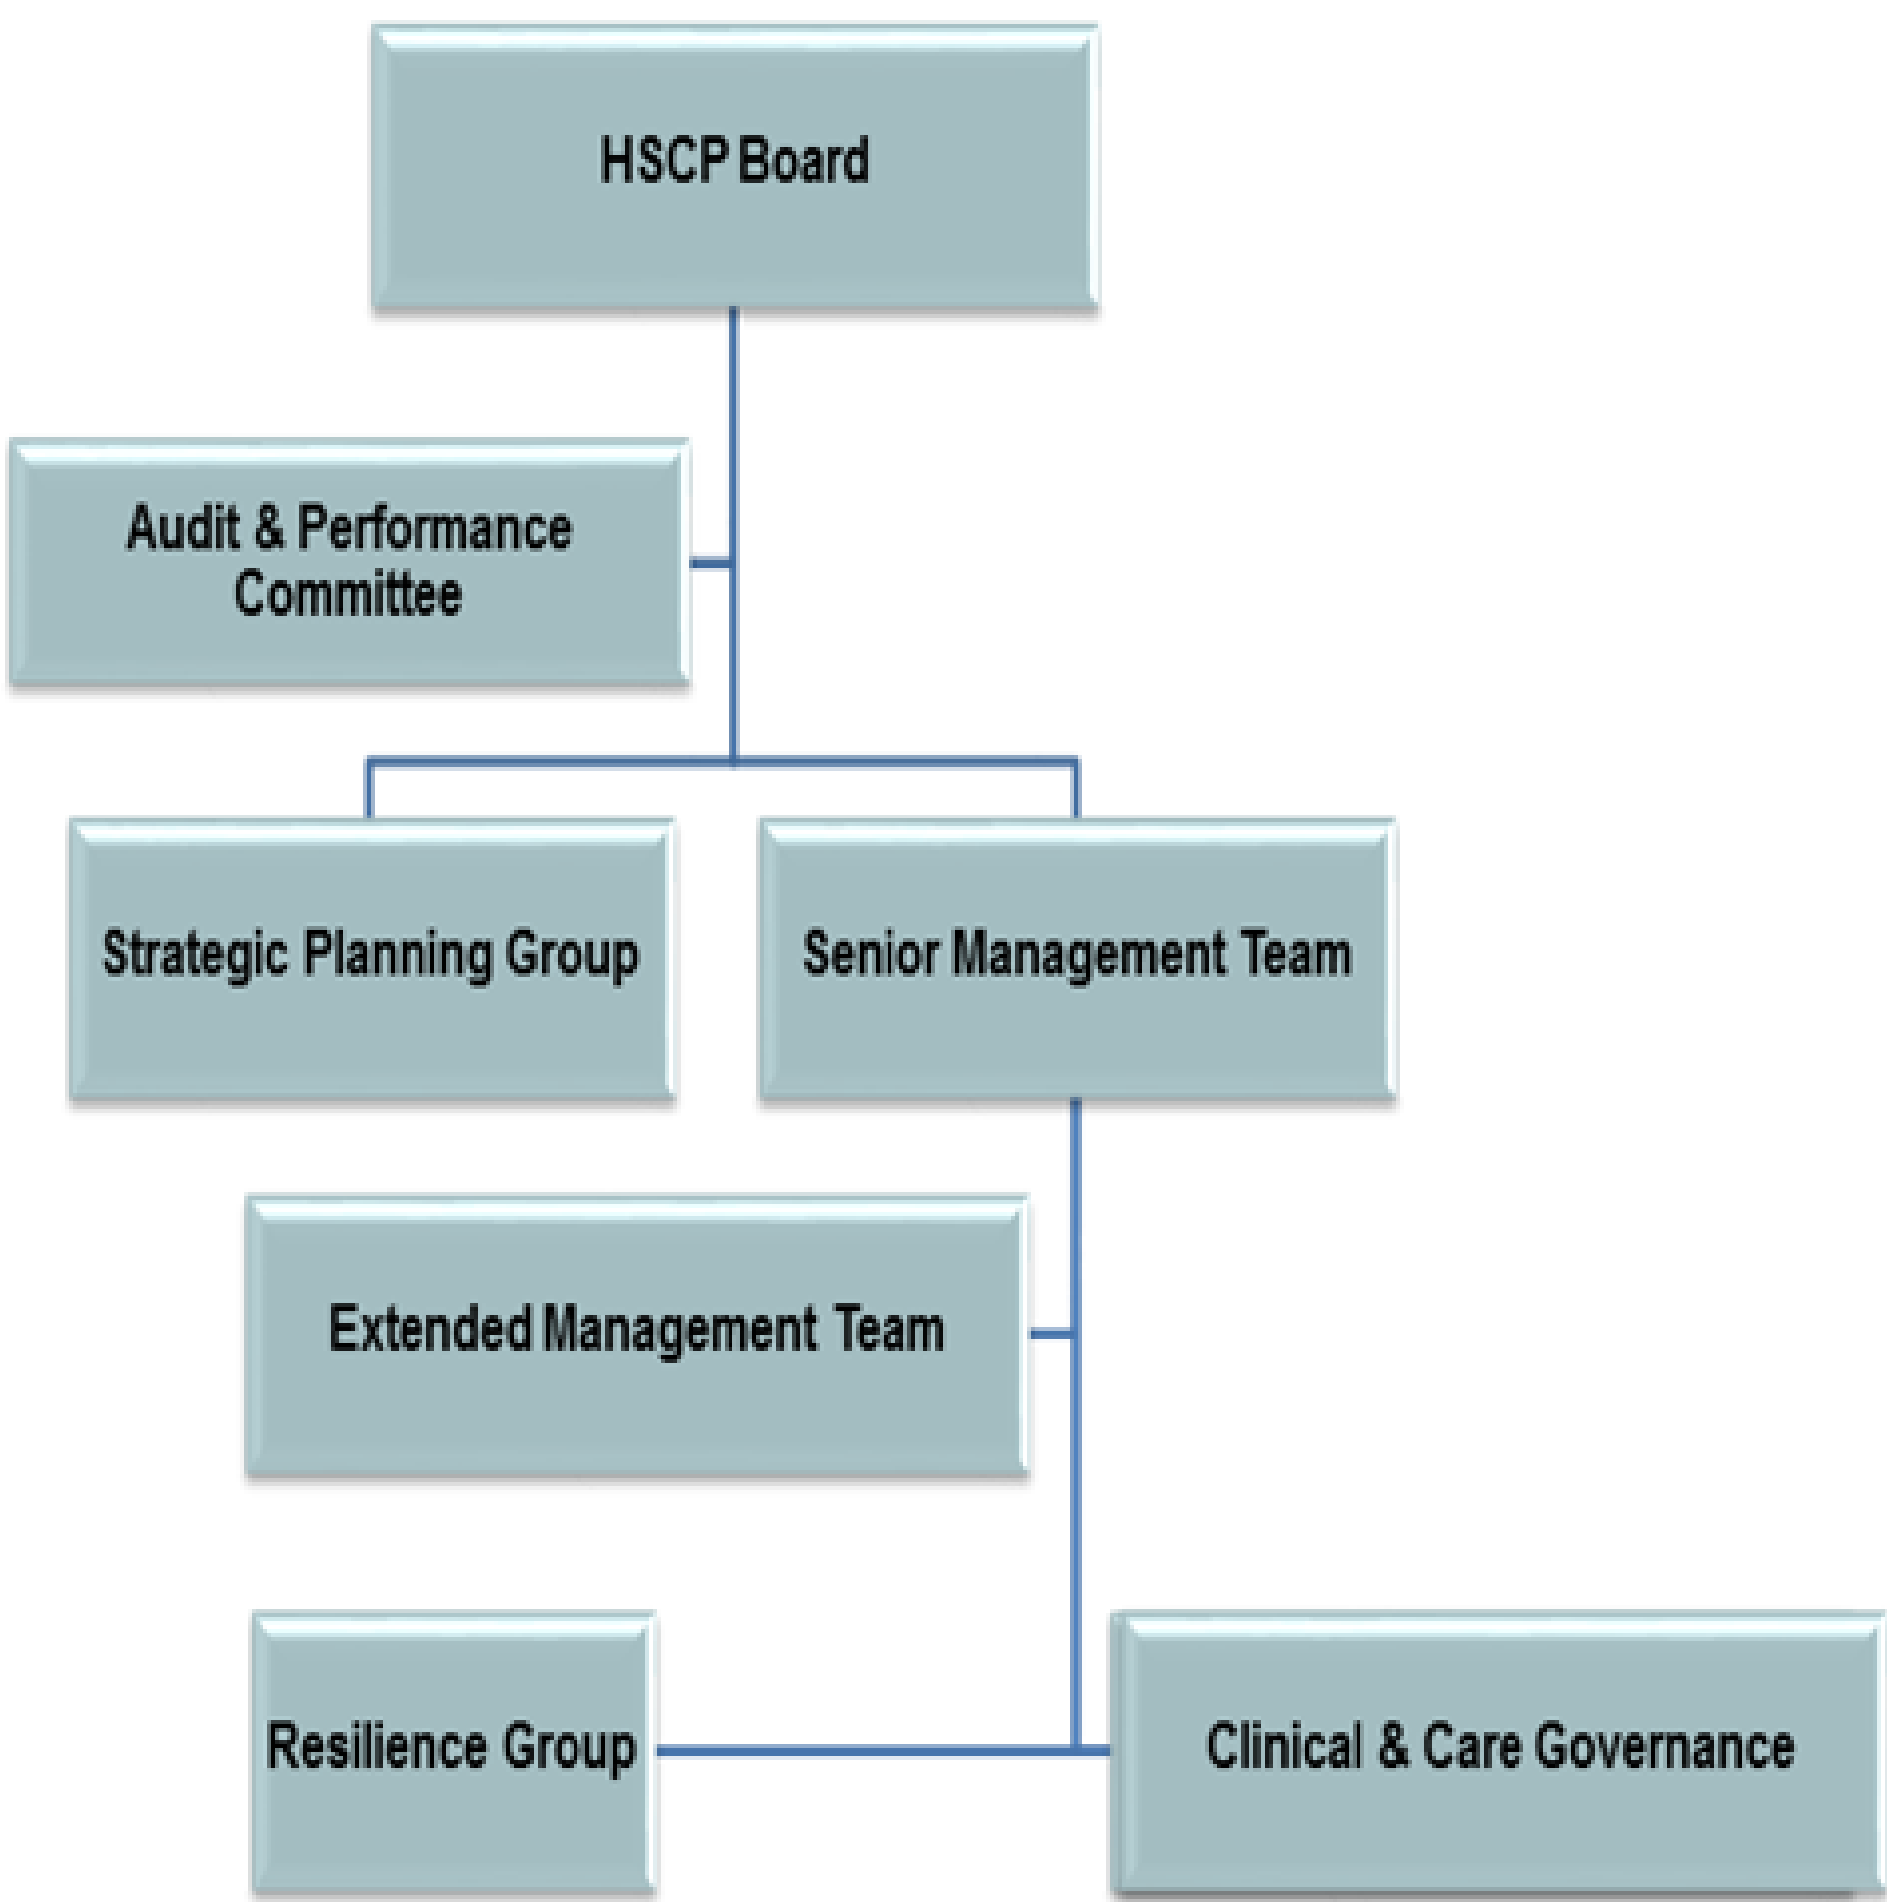 HSCP Board
Audit & Performance
Committee
Strategic Planning Group
Senior Management Team
Extended Management Team
Resilience Group
Clinical & Care Governance